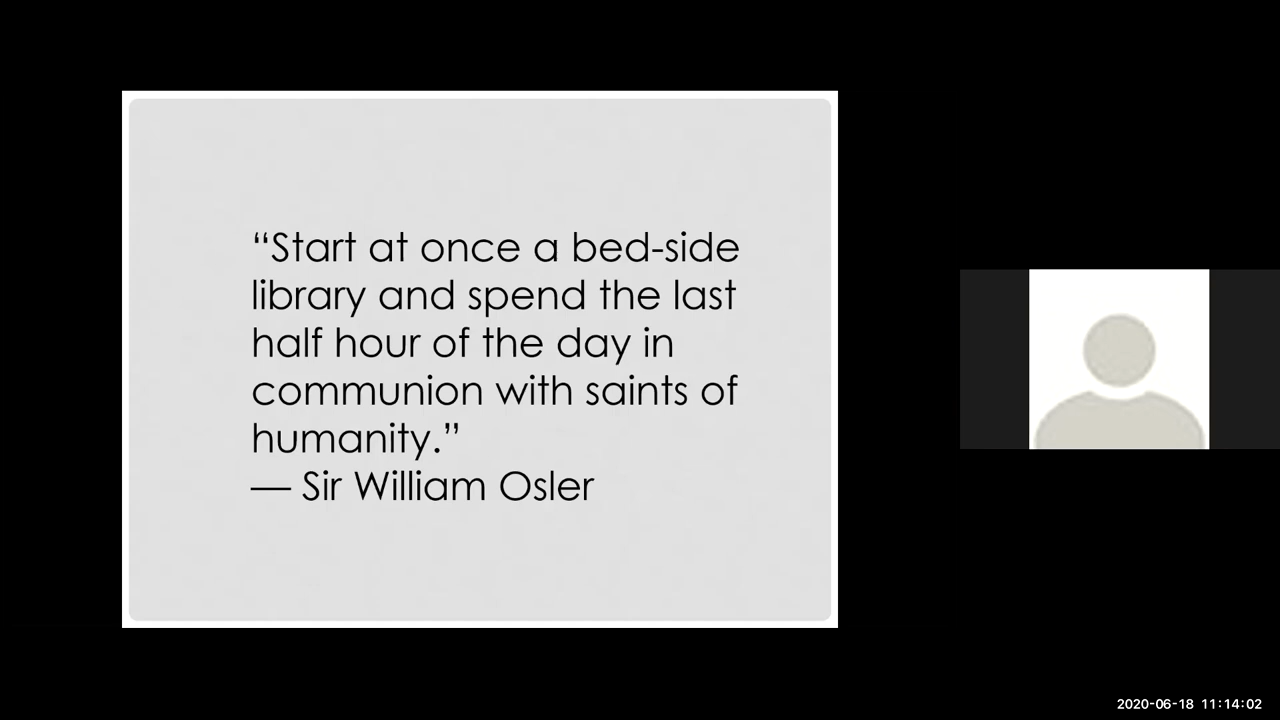 “Start at once a bed-side
library and spend the last
half hour of the day in
communion with saints of
humanity.”
— Sir William Osler
2020-06-18 11:14:02